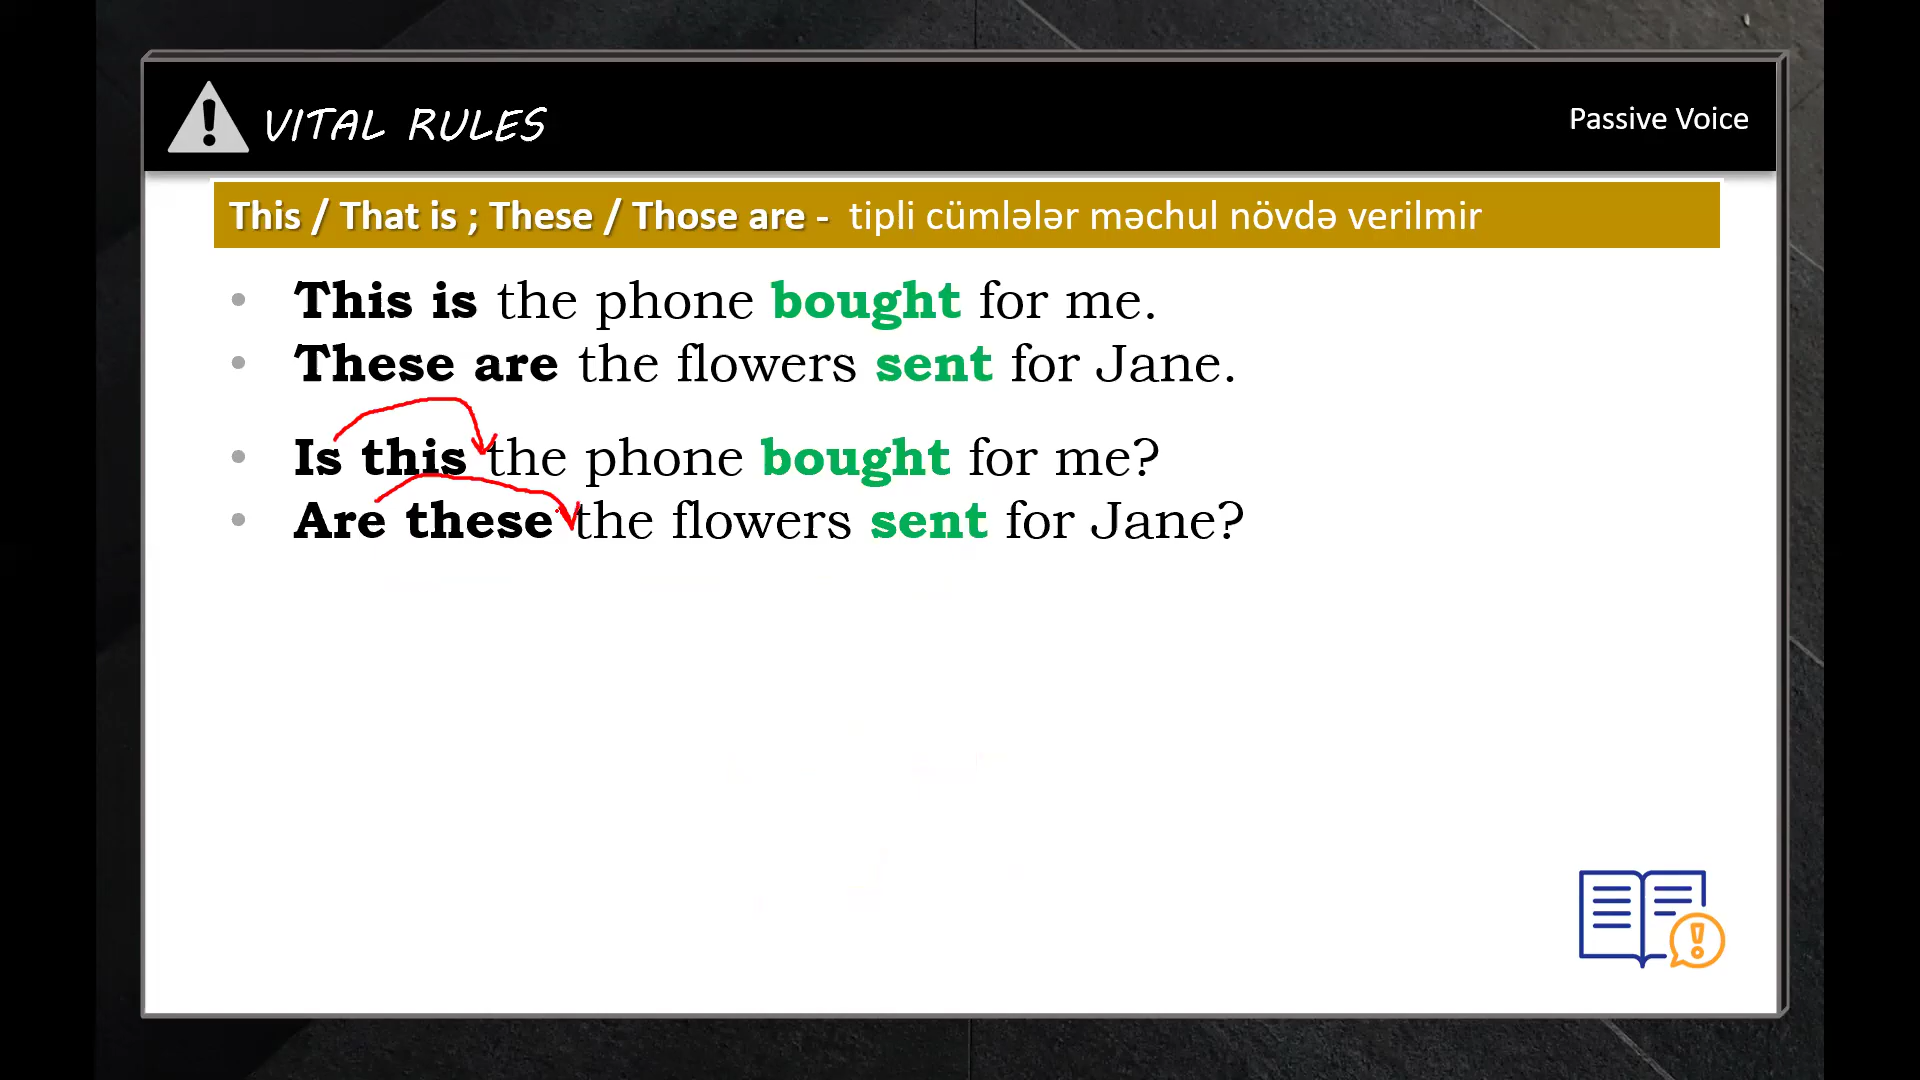 VITAL RULES
Passive Voice
This / That is ; These / Those are - tipli cümlələr məchul növdə verilmir
• This is the phone bought for me.
• These are the flowers sent for Jane.
• Is this the phone bought for me?
• Are these the flowers sent for Jane?